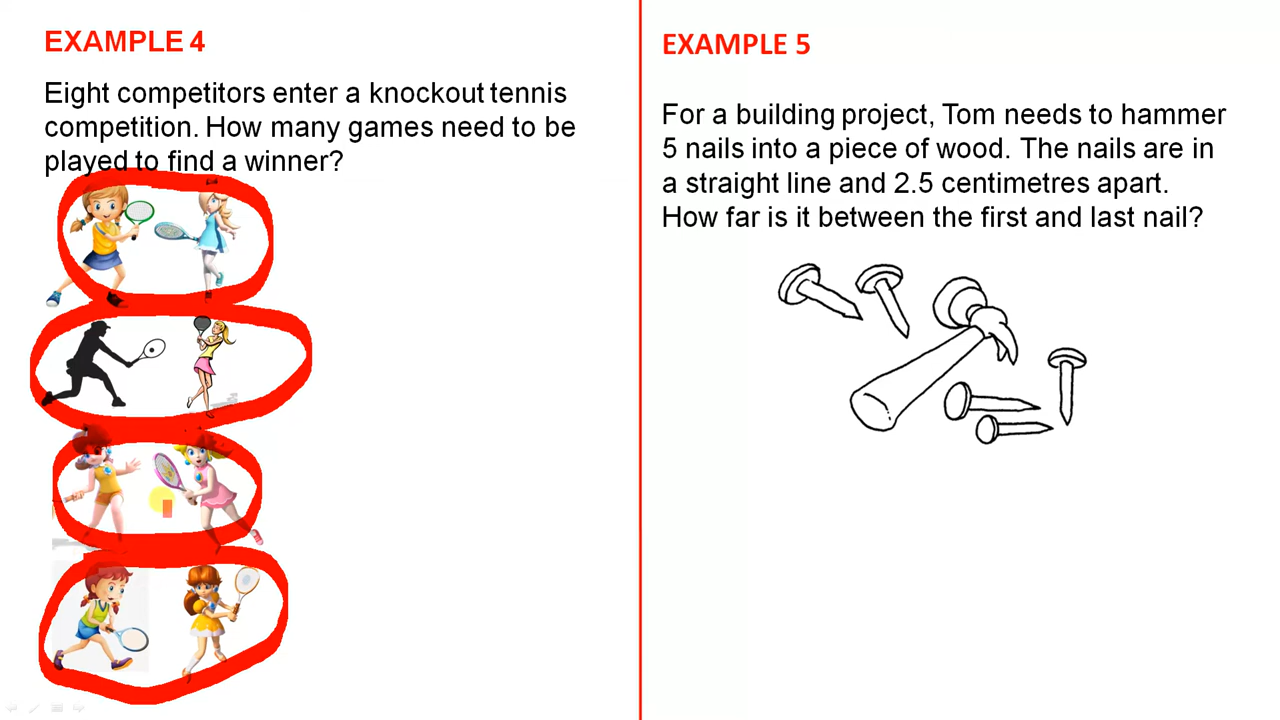 EXAMPLE 4
Eight competitors enter a knockout tennis
competition. How many games need to be
played to find a winner?
EXAMPLE 5
For a building project, Tom needs to hammer
5 nails into a piece of wood. The nails are in
a straight line and 2.5 centimetres apart.
How far is it between the first and last nail?